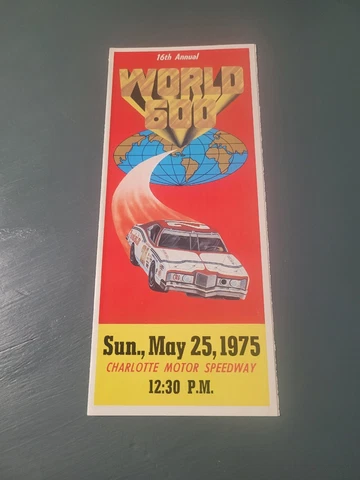 16th Annual
WORLD
600
Sun., May 25, 1975
CHARLOTTE MOTOR SPEEDWAY
12:30 P.M.